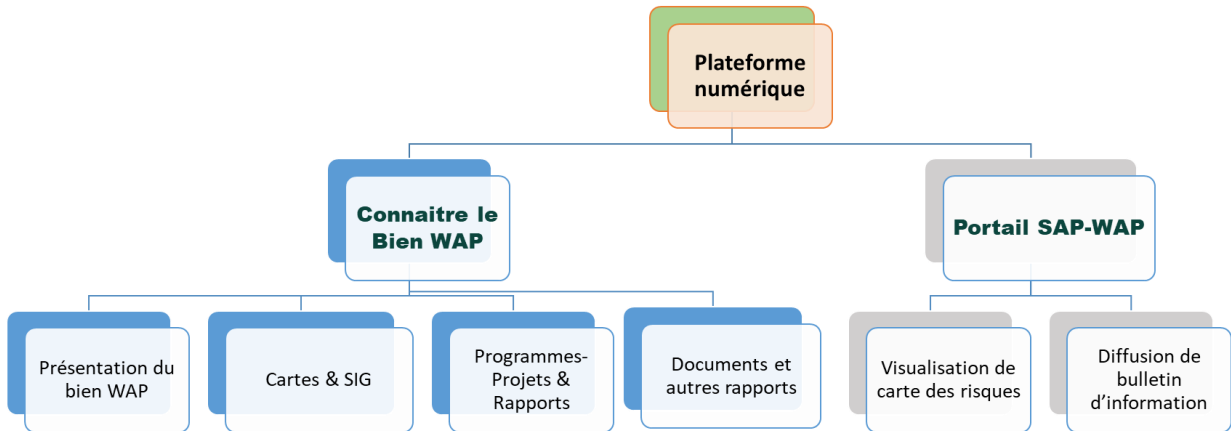 Plateforme
numérique
Connaitre le
Bien WAP
Portail SAP-WAP
Présentation du
bien WAP
Cartes & SIG
Programmes-
Projets &
Rapports
Documents et
autres rapports
Visualisation de
carte des risques
Diffusion de
bulletin
d’information